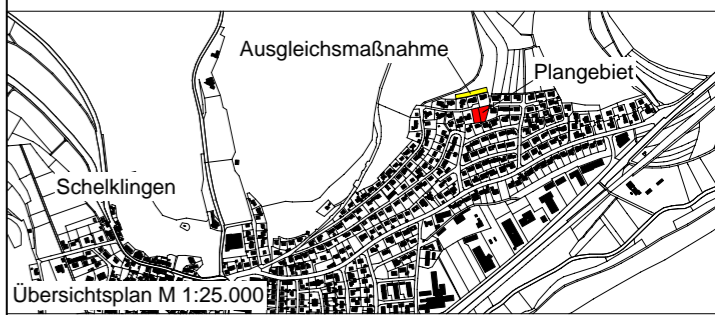 Ausgleichsmaßnahme
Plangebiet
Schelklingen
Übersichtsplan M 1:25.000